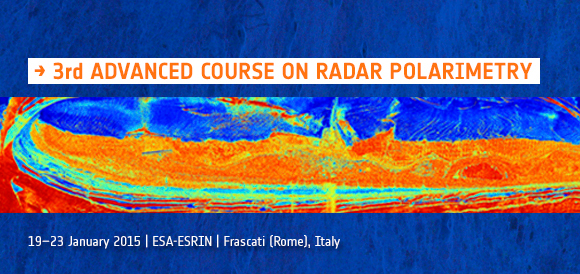 → 3rd ADVANCED COURSE ON RADAR POLARIMETRY
19–23 January 2015 | ESA-ESRIN | Frascati (Rome), Italy